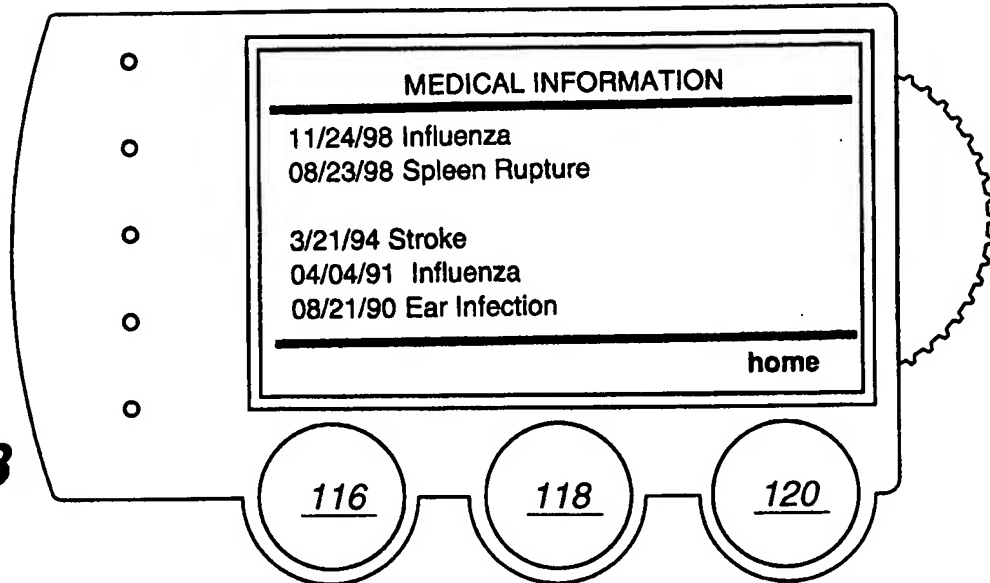 MEDICAL INFORMATION
11/24/98 Influenza
08/23/98 Spleen Rupture
3/21/94 Stroke
04/04/91 Influenza
08/21/90 Ear Infection
home
116 118 120